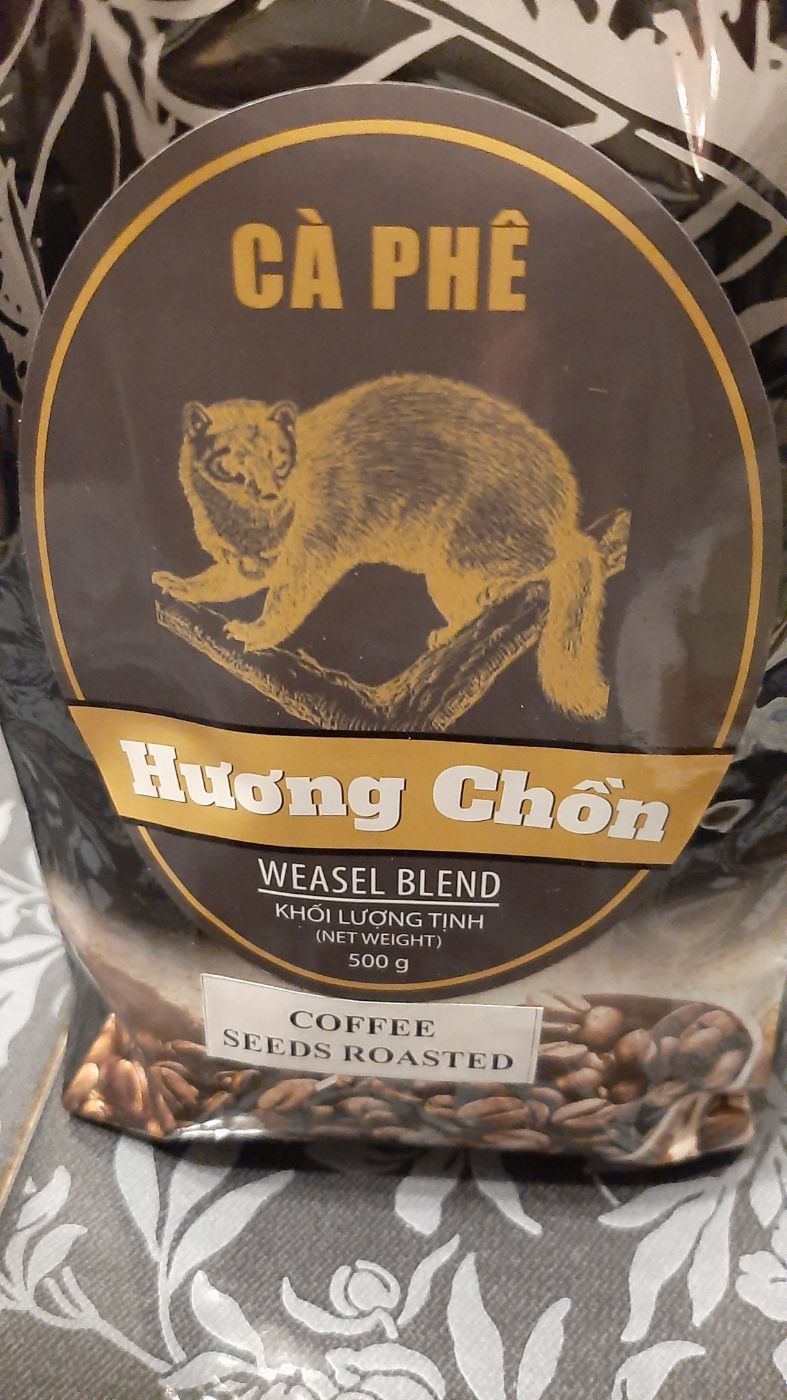 CÀ PHÊ
Hương Chồn
WEASEL BLEND
KHỐI LƯỢNG TỊNH
(NET WEIGHT)
500 g
COFFEE
SEEDS ROASTED